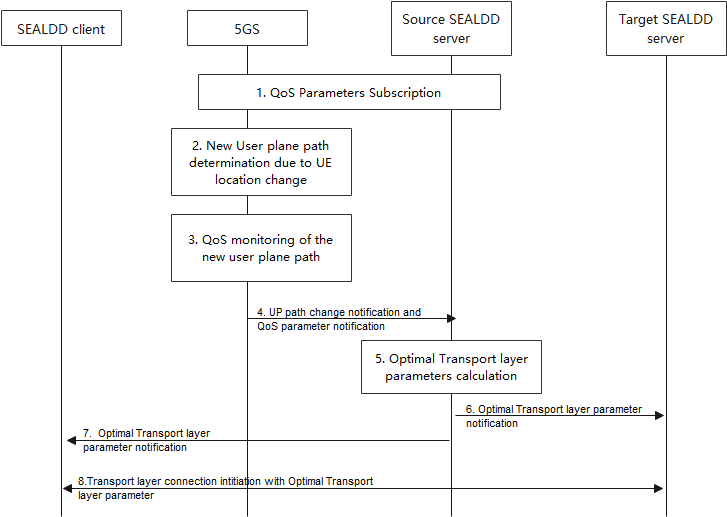 SEALDD client
5GS
Source SEALDD
server
Target SEALDD
server
1. QoS Parameters Subscription
2. New User plane path
determination due to UE
location change
3. QoS monitoring of the
new user plane path
4. UP path change notification and
QoS parameter notification
5. Optimal Transport layer
parameters calculation
6. Optimal Transport layer parameter
notification
7. Optimal Transport layer
parameter notification
8.Transport layer connection intitiation with Optimal Transport
layer parameter